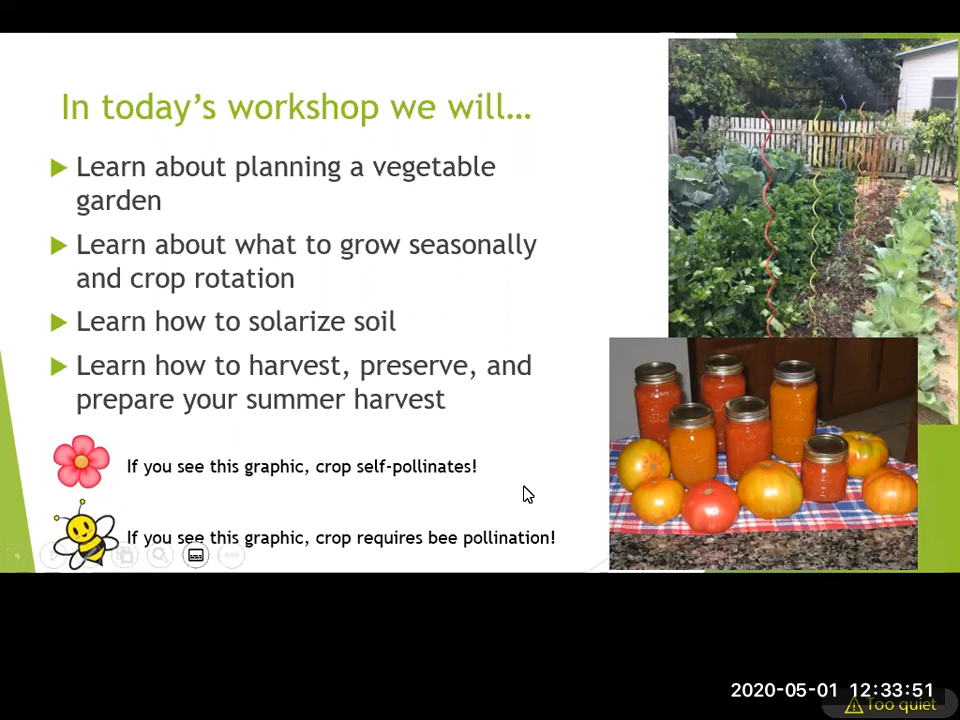 In today's workshop we will…
Learn about planning a vegetable
garden
Learn about what to grow seasonally
and crop rotation
Learn how to solarize soil
Learn how to harvest, preserve, and
prepare your summer harvest
If you see this graphic, crop self-pollinates!
If you see this graphic, crop requires bee pollination!
2020-05-01 12:33:51
Too quiet